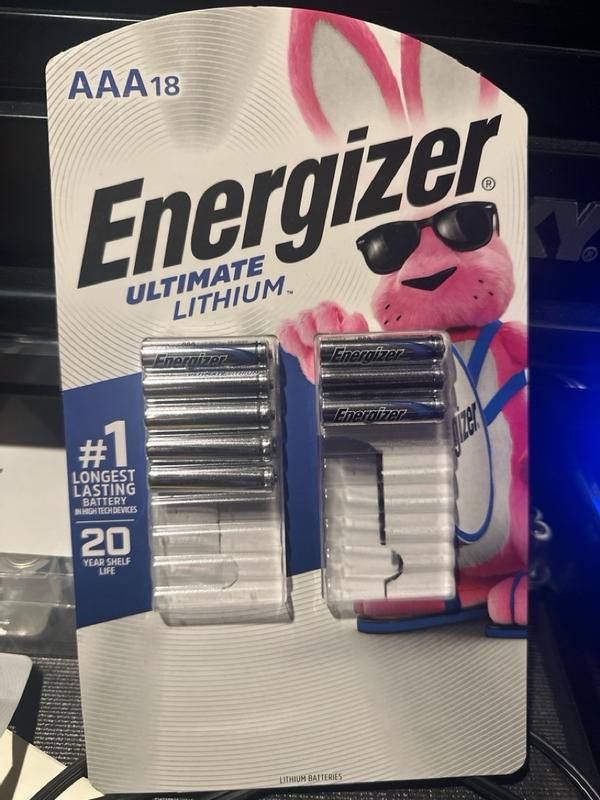 AAA18
Energizer®
ULTIMATE
LITHIUM™
Energizer
Energizer
Energizer
#1
LONGEST
LASTING
BATTERY
IN HIGH TECH DEVICES
20
YEAR SHELF
LIFE
LITHIUM BATTERIES